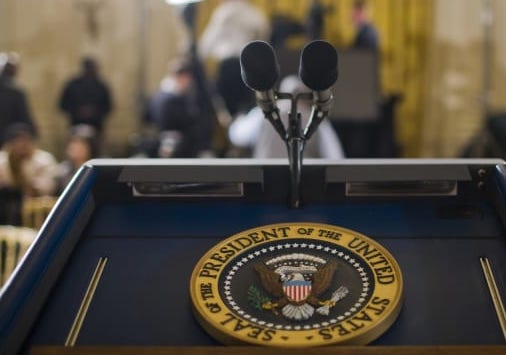 SEAL OF THE PRESIDENT OF THE UNITED STATES